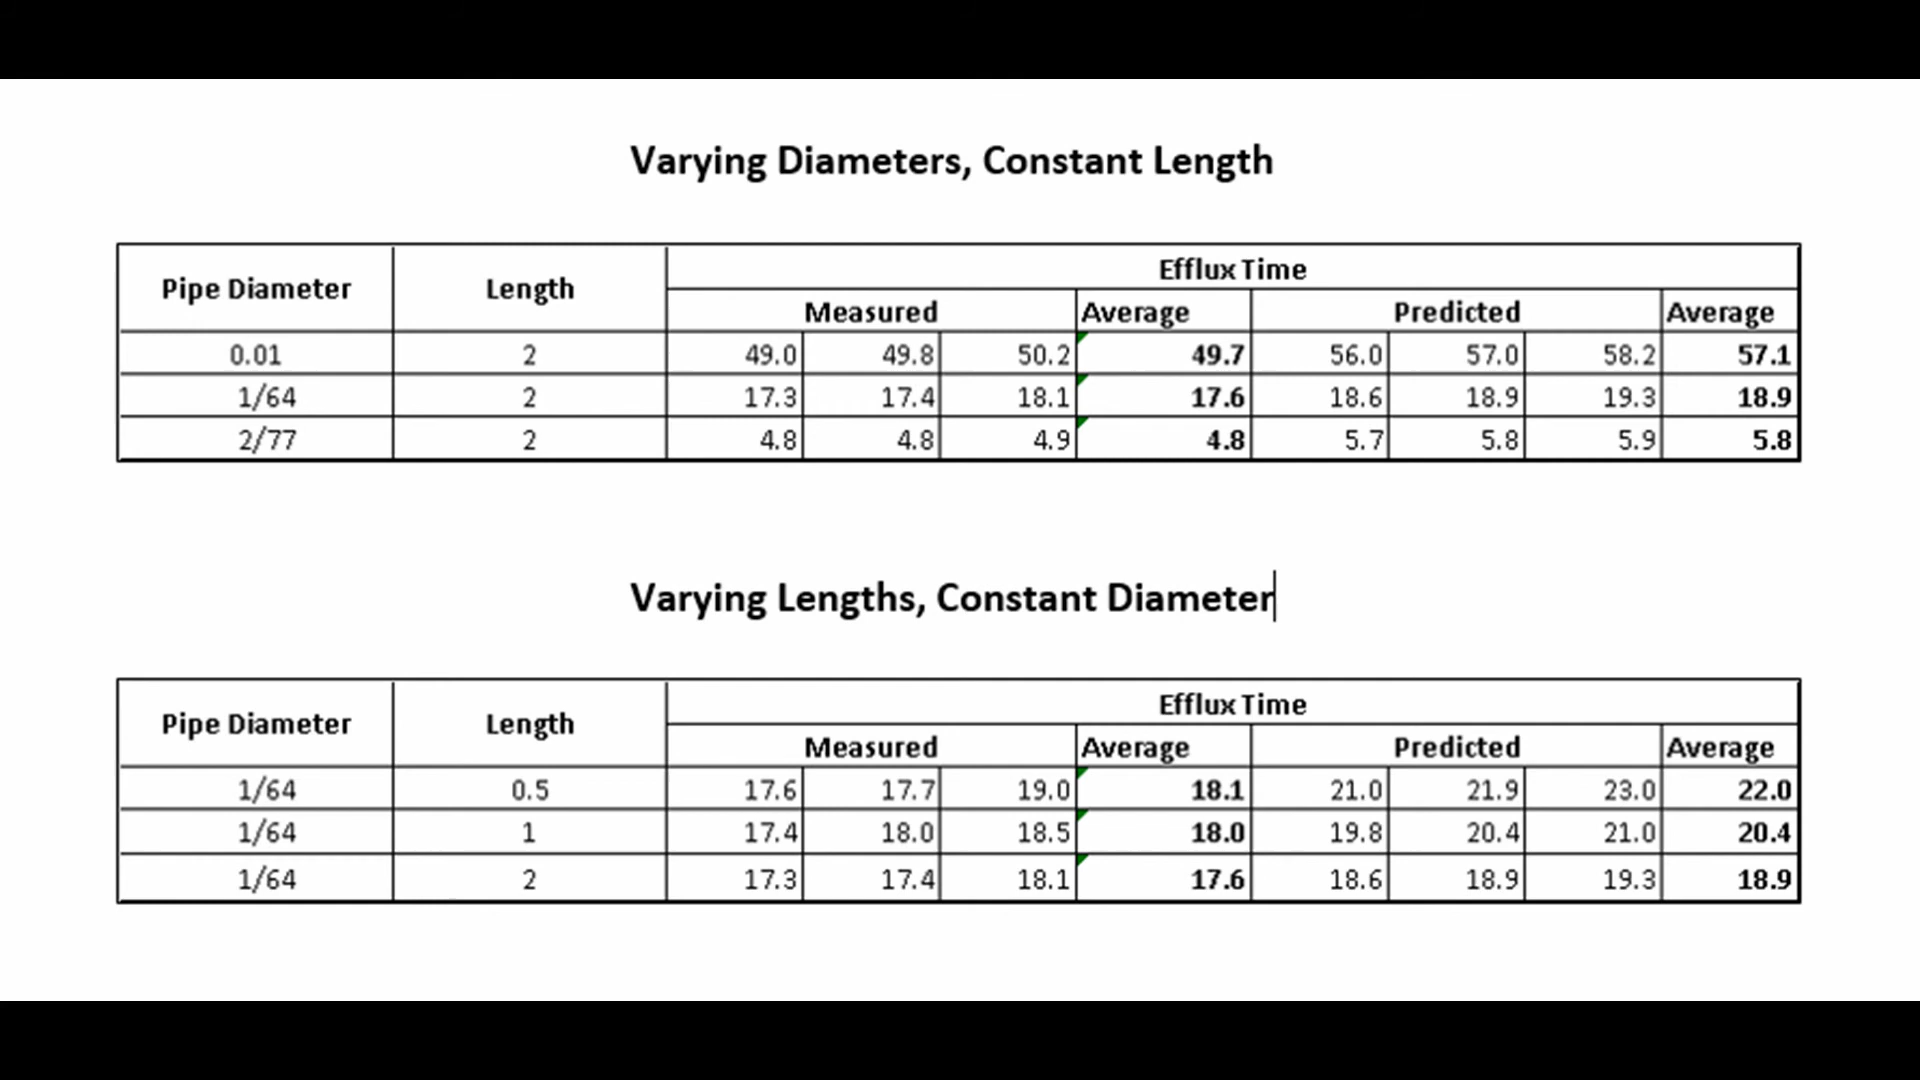 Varying Diameters, Constant Length
Pipe Diameter Length Efflux Time
Measured Average Predicted Average
0.01 2 49.0 49.8 50.2 49.7 56.0 57.0 58.2 57.1
1/64 2 17.3 17.4 18.1 17.6 18.6 18.9 19.3 18.9
2/77 2 4.8 4.8 4.9 4.8 5.7 5.8 5.9 5.8
Varying Lengths, Constant Diameter
Pipe Diameter Length Efflux Time
Measured Average Predicted Average
1/64 0.5 17.6 17.7 19.0 18.1 21.0 21.9 23.0 22.0
1/64 1 17.4 18.0 18.5 18.0 19.8 20.4 21.0 20.4
1/64 2 17.3 17.4 18.1 17.6 18.6 18.9 19.3 18.9